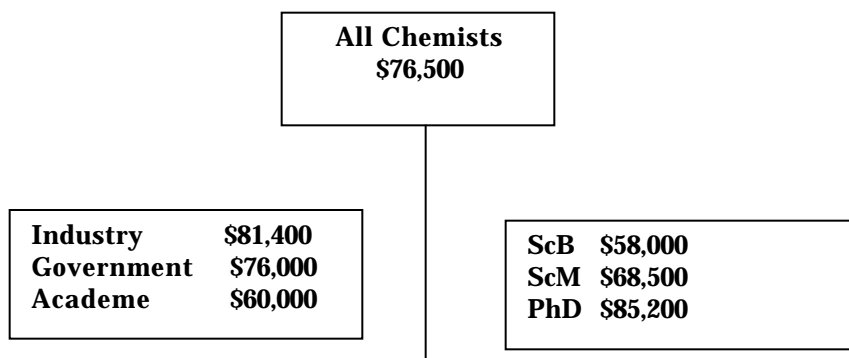 All Chemists
$76,500
Industry $81,400
Government $76,000
Academe $60,000
ScB $58,000
ScM $68,500
PhD $85,200